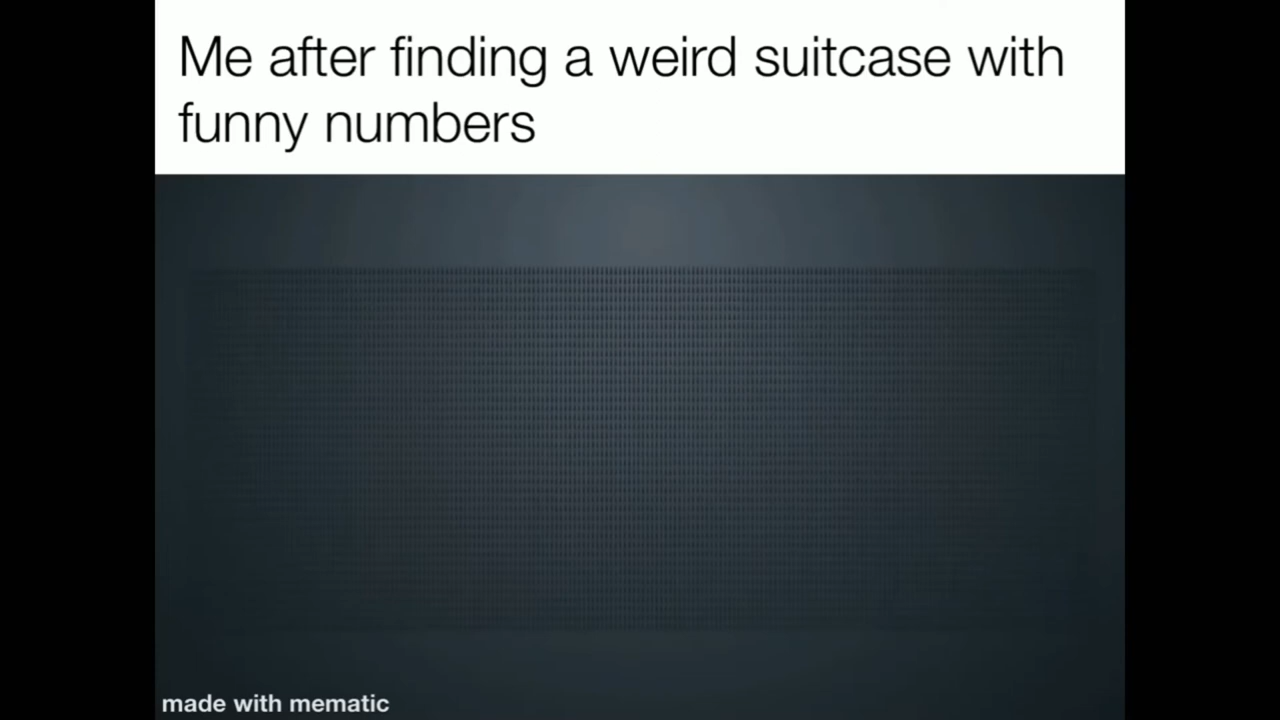 Me after finding a weird suitcase with
funny numbers
made with mematic